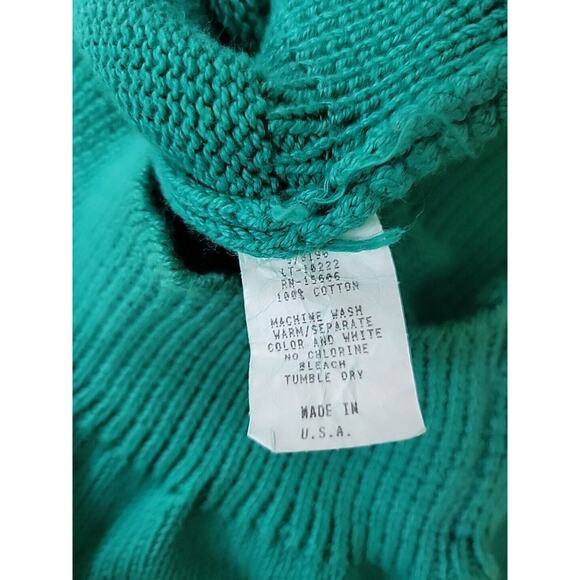 LT-10222
RN-15606
100% COTTON
MACHINE WASH
WARM/SEPARATE
COLOR AND WHITE
NO CHLORINE
BLEACH
TUMBLE DRY
MADE IN
U.S.A.